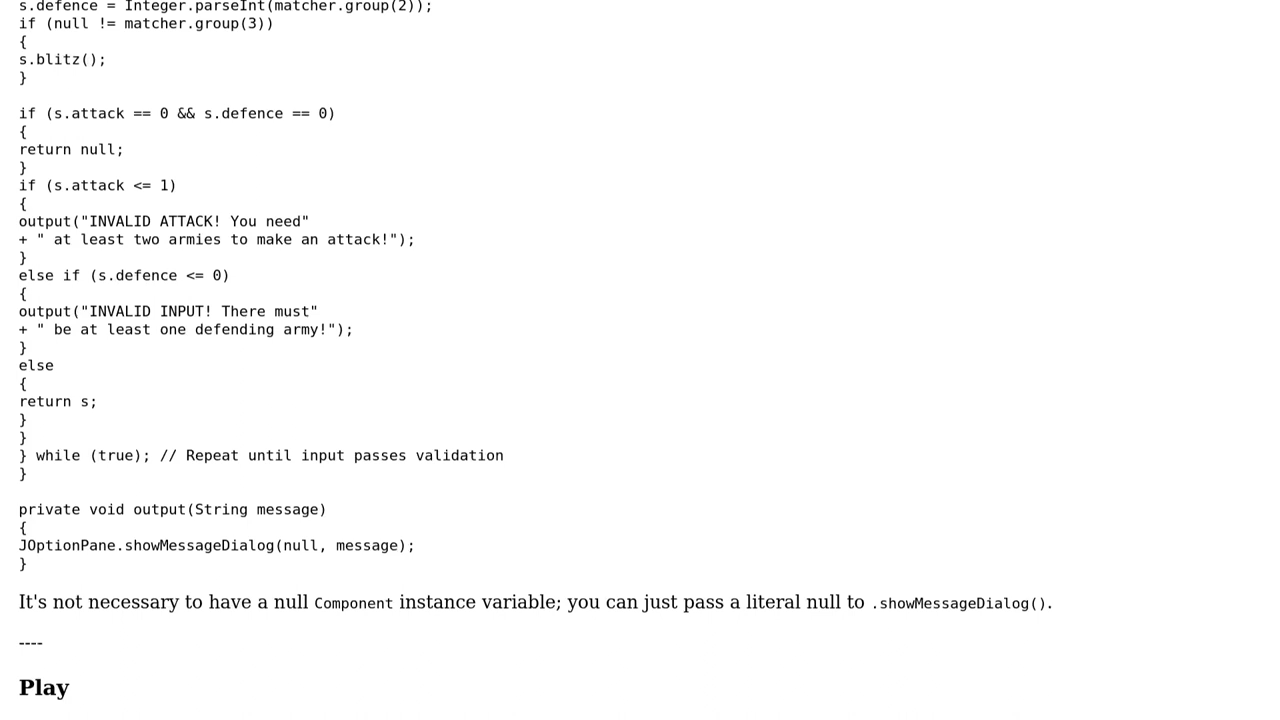 s.defence = Integer.parseInt(matcher.group(2));
if (null != matcher.group(3))
{
s.blitz();
}

if (s.attack == 0 && s.defence == 0)
{
return null;
}
if (s.attack <= 1)
{
output("INVALID ATTACK! You need"
+ " at least two armies to make an attack!");
}
else if (s.defence <= 0)
{
output("INVALID INPUT! There must"
+ " be at least one defending army!");
}
else
{
return s;
}
}
} while (true); // Repeat until input passes validation
}

private void output(String message)
{
JOptionPane.showMessageDialog(null, message);
}
It's not necessary to have a null Component instance variable; you can just pass a literal null to .showMessageDialog().
----
Play